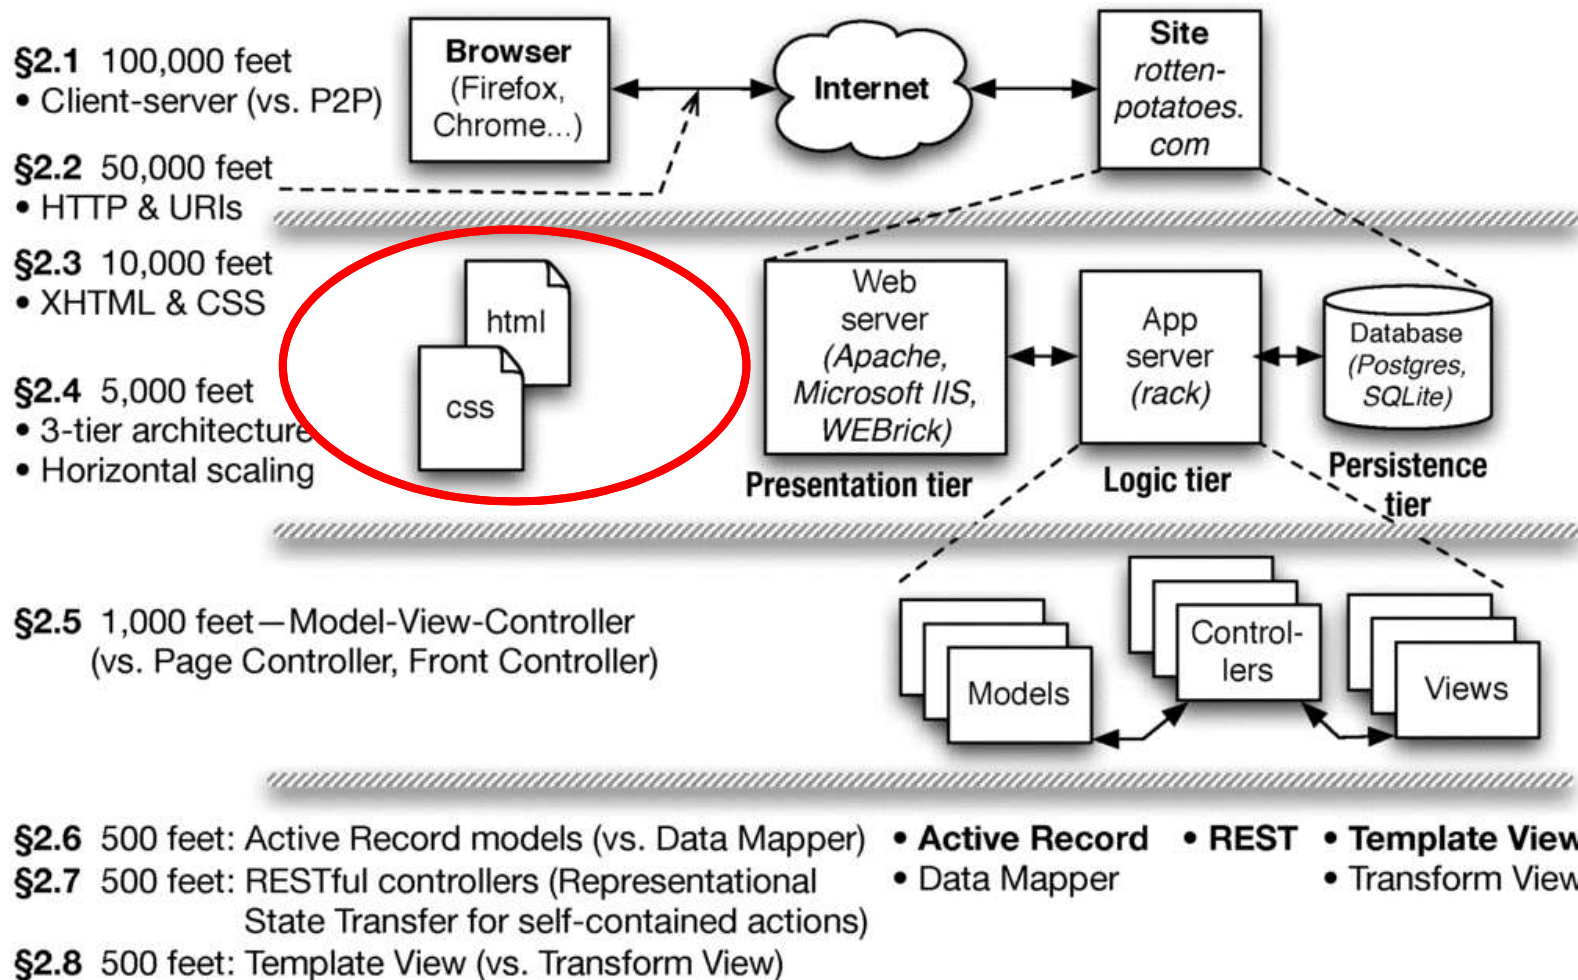 §2.1 100,000 feet
• Client-server (vs. P2P)
§2.2 50,000 feet
• HTTP & URIs
Browser
(Firefox,
Chrome...)
Internet
Site
rotten-
potatoes.
com
§2.3 10,000 feet
• XHTML & CSS
§2.4 5,000 feet
• 3-tier architecture
• Horizontal scaling
html
css
Web
server
(Apache,
Microsoft IIS,
WEBrick)
Presentation tier
App
server
(rack)
Logic tier
Database
(Postgres,
SQLite)
Persistence
tier
§2.5 1,000 feet—Model-View-Controller
(vs. Page Controller, Front Controller)
Models
Control-
lers
Views
§2.6 500 feet: Active Record models (vs. Data Mapper)
§2.7 500 feet: RESTful controllers (Representational
State Transfer for self-contained actions)
§2.8 500 feet: Template View (vs. Transform View)
• Active Record
• Data Mapper
• REST
• Template View
• Transform View